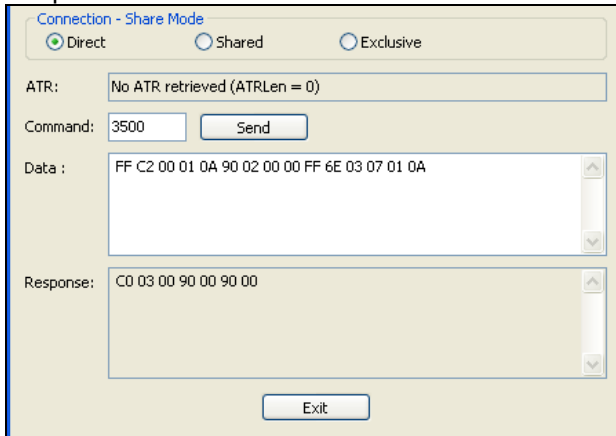 Connection - Share Mode
Direct Shared Exclusive
ATR: No ATR retrieved (ATRLen = 0)
Command: 3500 Send
Data : FF C2 00 01 0A 90 02 00 00 FF 6E 03 07 01 0A
Response: C0 03 00 90 00 90 00
Exit